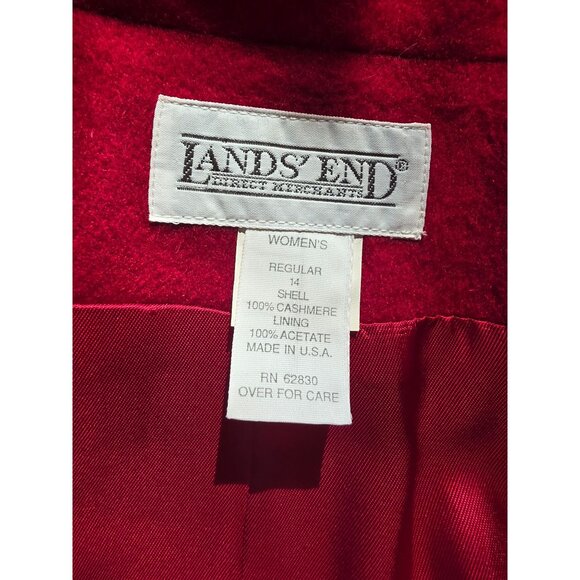 LANDS' END®
DIRECT MERCHANTS
WOMEN'S
REGULAR
14
SHELL
100% CASHMERE
LINING
100% ACETATE
MADE IN U.S.A.
RN 62830
OVER FOR CARE